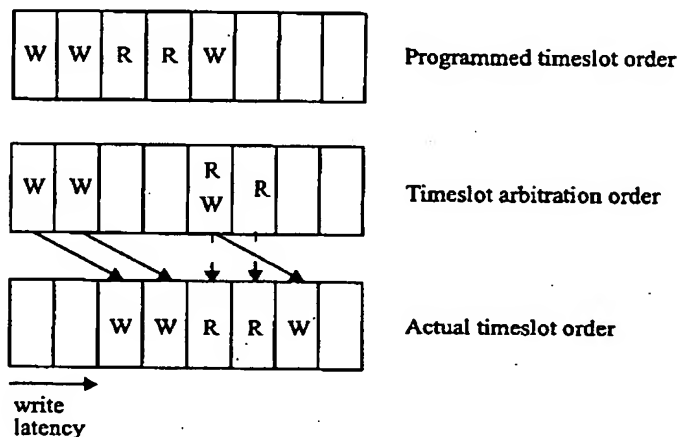 W W R R W Programmed timeslot order
W W R W R Timeslot arbitration order
W W R R W Actual timeslot order
write
latency